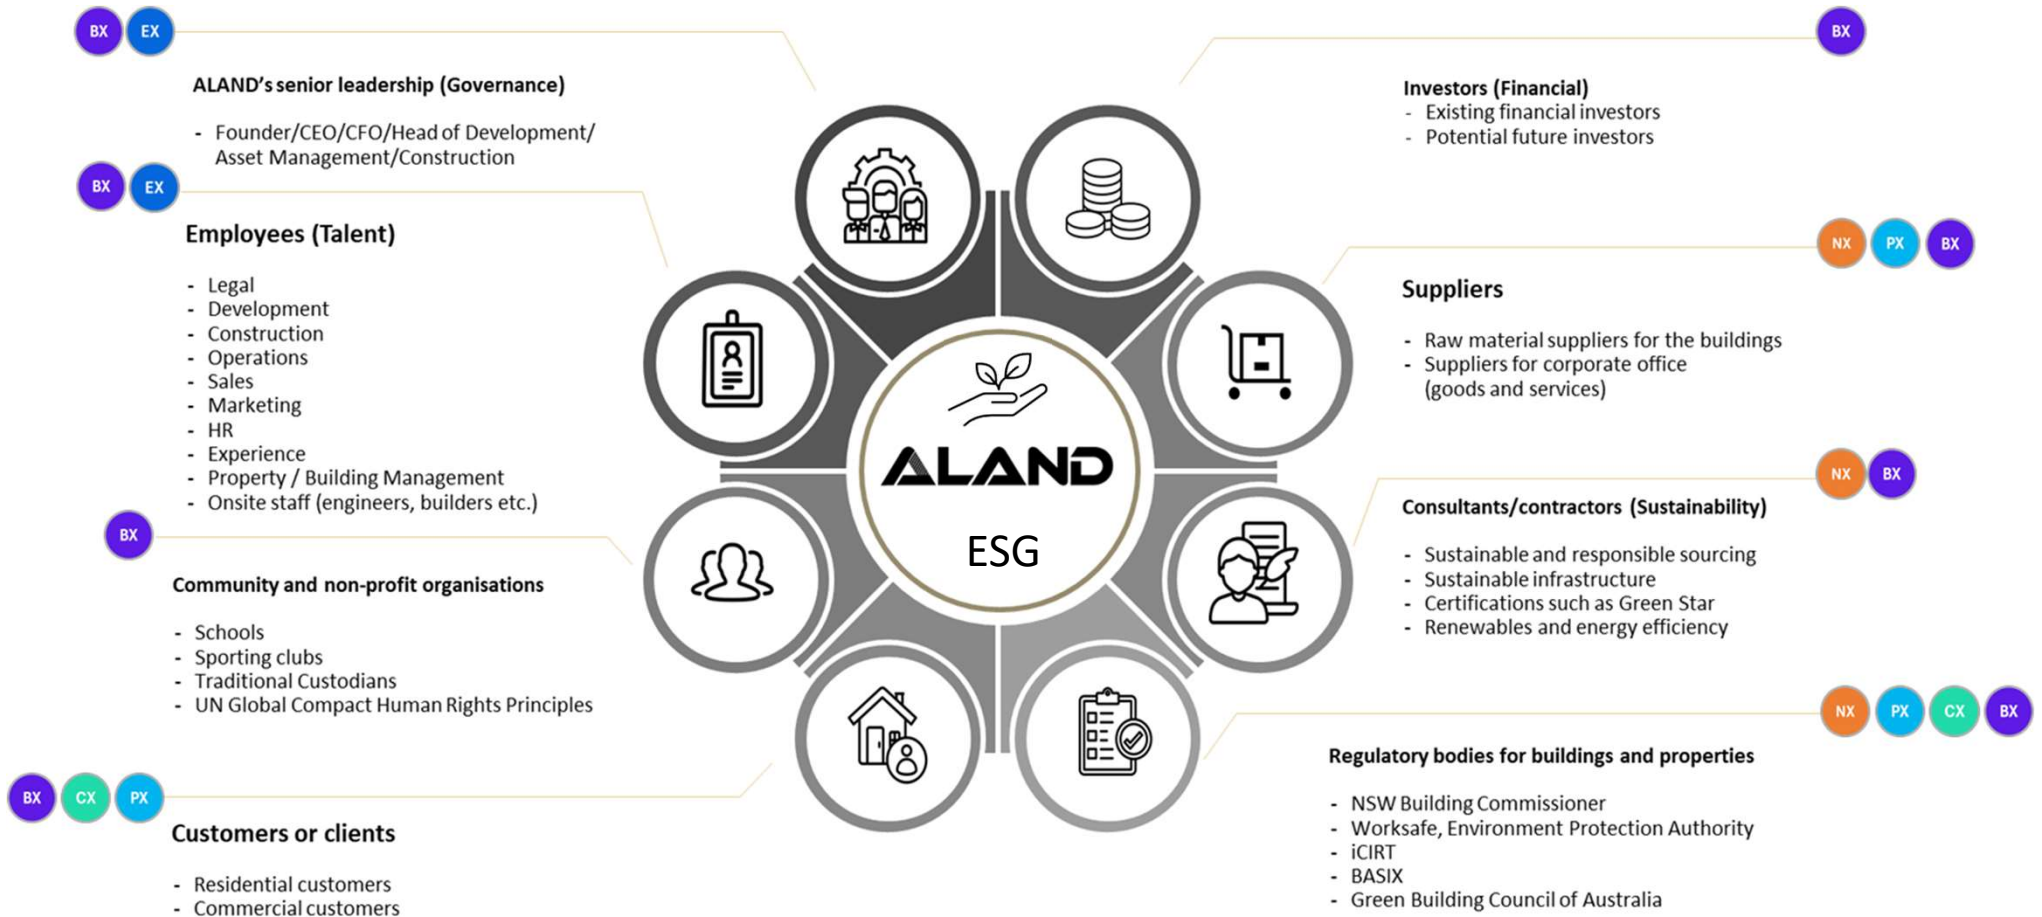 BX EX
ALAND's senior leadership (Governance)
- Founder/CEO/CFO/Head of Development/
Asset Management/Construction
BX EX
Employees (Talent)
- Legal
- Development
- Construction
- Operations
- Sales
- Marketing
- HR
- Experience
- Property / Building Management
- Onsite staff (engineers, builders etc.)
BX
Community and non-profit organisations
- Schools
- Sporting clubs
- Traditional Custodians
- UN Global Compact Human Rights Principles
BX CX PX
Customers or clients
- Residential customers
- Commercial customers
ALAND
ESG
BX
Investors (Financial)
- Existing financial investors
- Potential future investors
NX PX BX
Suppliers
- Raw material suppliers for the buildings
- Suppliers for corporate office
(goods and services)
NX BX
Consultants/contractors (Sustainability)
- Sustainable and responsible sourcing
- Sustainable infrastructure
- Certifications such as Green Star
- Renewables and energy efficiency
NX PX CX BX
Regulatory bodies for buildings and properties
- NSW Building Commissioner
- Worksafe, Environment Protection Authority
- iCIRT
- BASIX
- Green Building Council of Australia